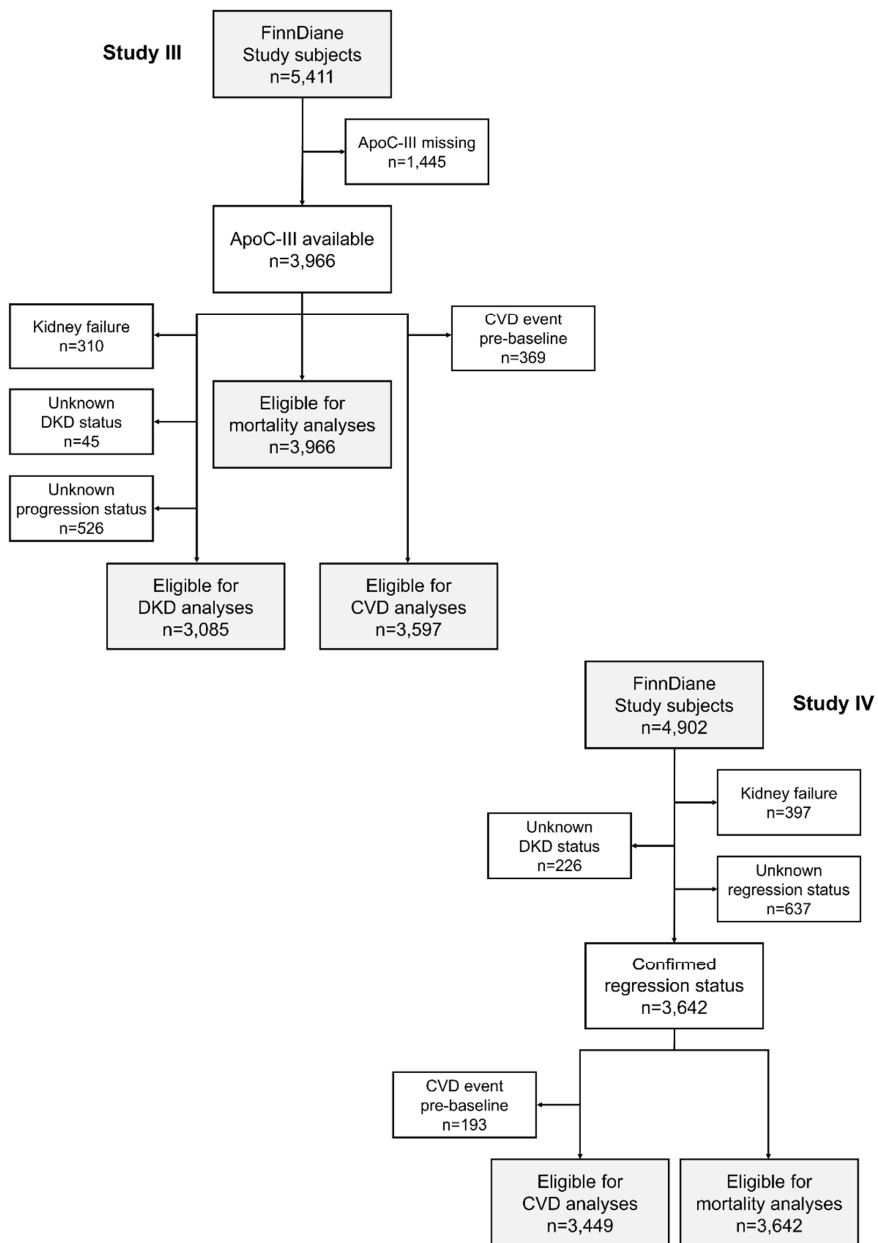 Study III
FinnDiane
Study subjects
n=5,411
ApoC-III missing
n=1,445
ApoC-III available
n=3,966
Kidney failure
n=310
CVD event
pre-baseline
n=369
Unknown
DKD status
n=45
Eligible for
mortality analyses
n=3,966
Unknown
progression status
n=526
Eligible for
DKD analyses
n=3,085
Eligible for
CVD analyses
n=3,597
Study IV
FinnDiane
Study subjects
n=4,902
Kidney failure
n=397
Unknown
DKD status
n=226
Unknown
regression status
n=637
Confirmed
regression status
n=3,642
CVD event
pre-baseline
n=193
Eligible for
CVD analyses
n=3,449
Eligible for
mortality analyses
n=3,642